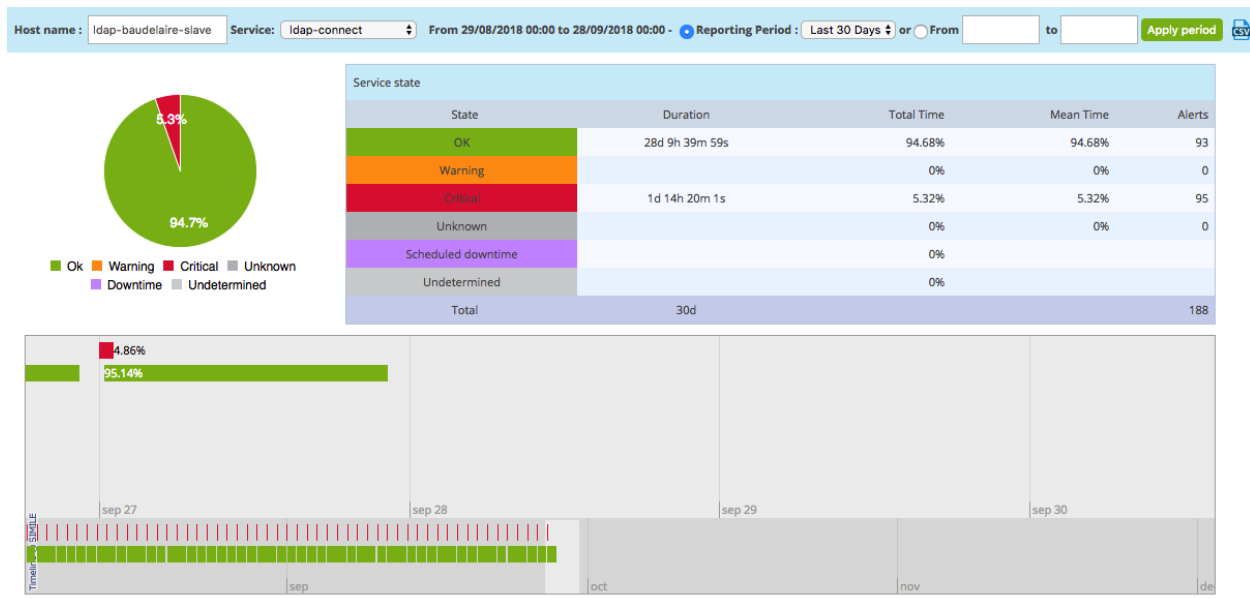 Host name : ldap-baudelaire-slave Service: ldap-connect From 29/08/2018 00:00 to 28/09/2018 00:00 - Reporting Period : Last 30 Days or From to Apply period CSV
5.3%
94.7%
Ok Warning Critical Unknown
Downtime Undetermined
Service state
State Duration Total Time Mean Time Alerts
OK 28d 9h 39m 59s 94.68% 94.68% 93
Warning 0% 0% 0
Critical 1d 14h 20m 1s 5.32% 5.32% 95
Unknown 0% 0% 0
Scheduled downtime 0%
Undetermined 0%
Total 30d 188
4.86%
95.14%
sep 27 sep 28 sep 29 sep 30
SIMILE
sep oct nov de